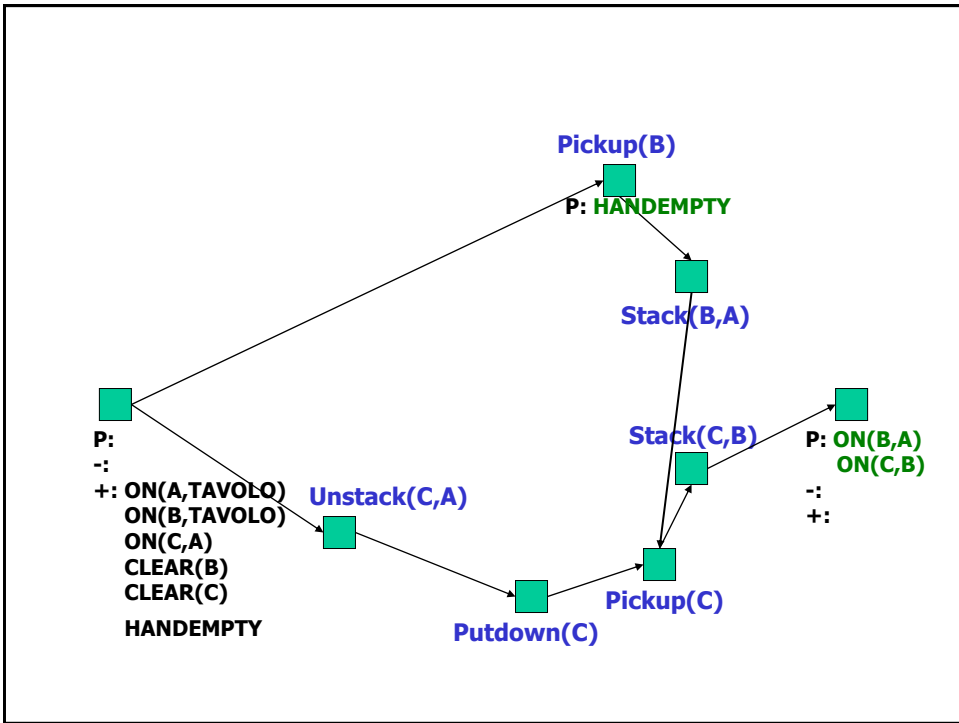 Pickup(B)
P: HANDEMPTY
Stack(B,A)
P:
-:
+: ON(A,TAVOLO)
ON(B,TAVOLO)
ON(C,A)
CLEAR(B)
CLEAR(C)
HANDEMPTY
Unstack(C,A)
Putdown(C)
Pickup(C)
Stack(C,B)
P: ON(B,A)
ON(C,B)
-:
+: